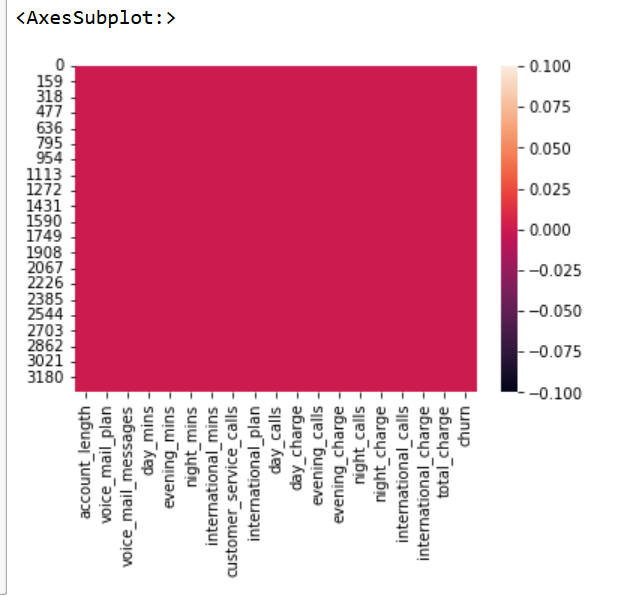 <AxesSubplot:>
0
159
318
477
636
795
954
1113
1272
1431
1590
1749
1908
2067
2226
2385
2544
2703
2862
3021
3180
0.100
0.075
0.050
0.025
0.000
−0.025
−0.050
−0.075
−0.100
account_length
voice_mail_plan
voice_mail_messages
day_mins
evening_mins
night_mins
international_mins
customer_service_calls
international_plan
day_calls
day_charge
evening_calls
evening_charge
night_calls
night_charge
international_calls
international_charge
total_charge
churn